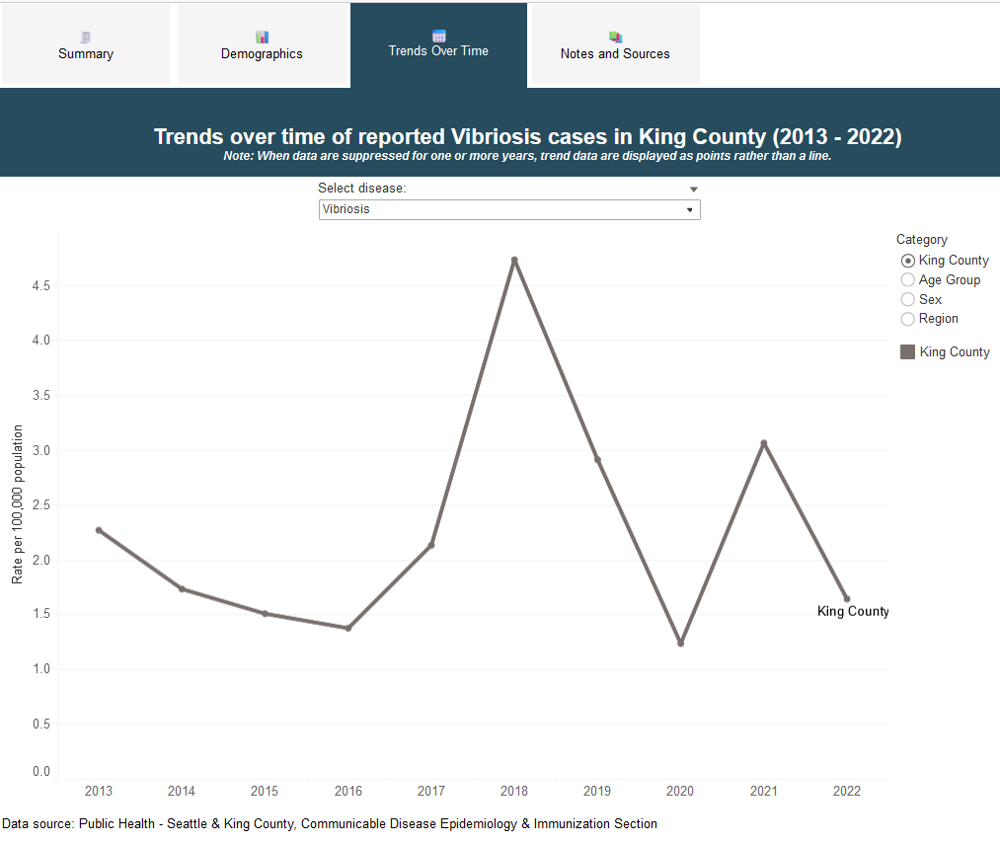 Summary
Demographics
Trends Over Time
Notes and Sources
Trends over time of reported Vibriosis cases in King County (2013 - 2022)
Note: When data are suppressed for one or more years, trend data are displayed as points rather than a line.
Select disease:
Vibriosis
Category
King County
Age Group
Sex
Region
King County
Rate per 100,000 population
4.5
4.0
3.5
3.0
2.5
2.0
1.5
1.0
0.5
0.0
King County
2013 2014 2015 2016 2017 2018 2019 2020 2021 2022
Data source: Public Health - Seattle & King County, Communicable Disease Epidemiology & Immunization Section